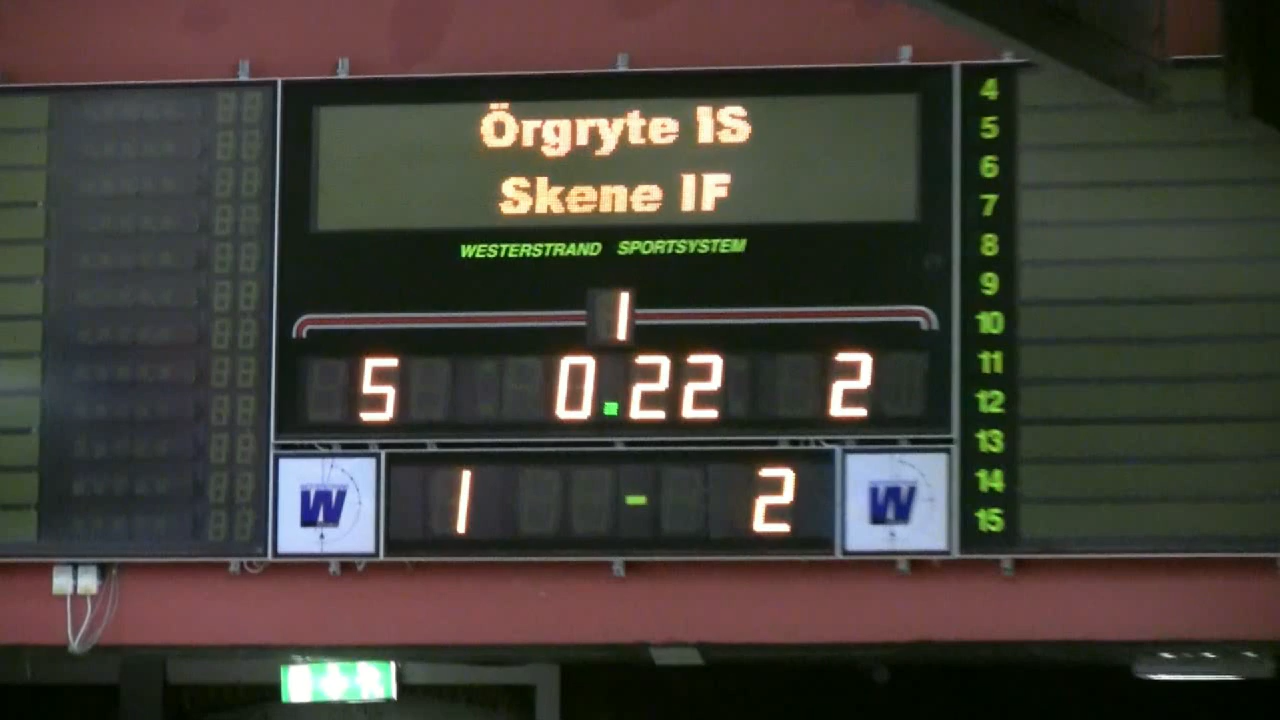 Örgryte IS
Skene IF
WESTERSTRAND SPORTSYSTEM
1
5 0.22 2
1 - 2
W W
4
5
6
7
8
9
10
11
12
13
14
15